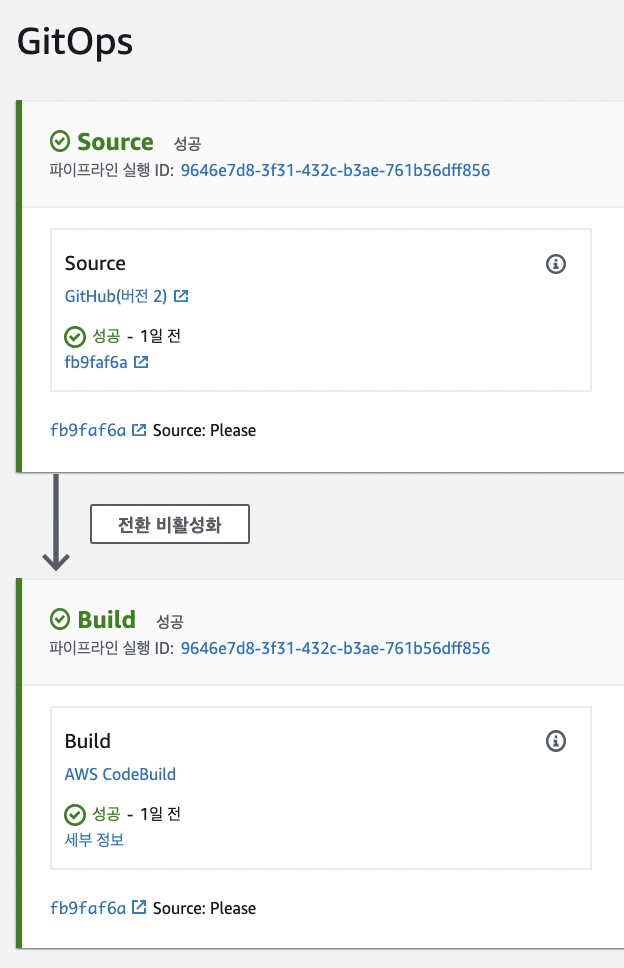 GitOps
Source 성공
파이프라인 실행 ID: 9646e7d8-3f31-432c-b3ae-761b56dff856
Source
GitHub(버전 2)
성공 - 1일 전
fb9faf6a
fb9faf6a Source: Please
전환 비활성화
Build 성공
파이프라인 실행 ID: 9646e7d8-3f31-432c-b3ae-761b56dff856
Build
AWS CodeBuild
성공 - 1일 전
세부 정보
fb9faf6a Source: Please